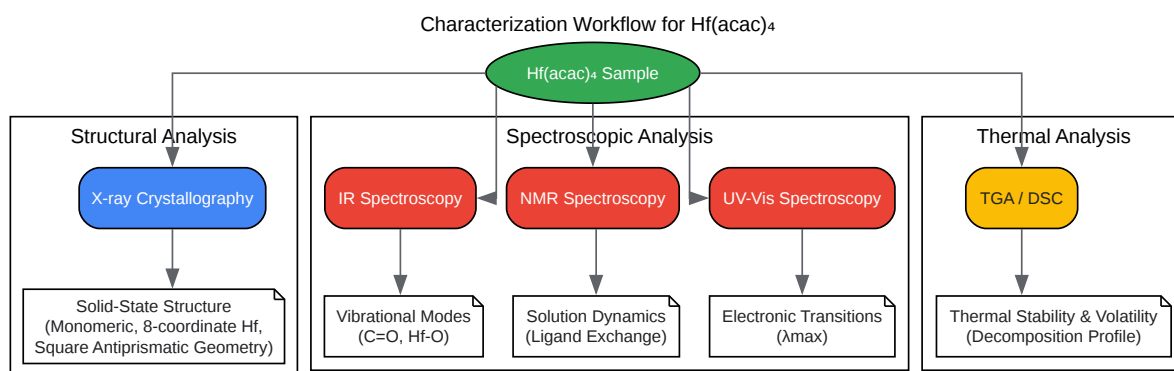 Characterization Workflow for Hf(acac)₄
Hf(acac)₄ Sample
Structural Analysis
Spectroscopic Analysis
Thermal Analysis
X-ray Crystallography
IR Spectroscopy
NMR Spectroscopy
UV-Vis Spectroscopy
TGA / DSC
Solid-State Structure
(Monomeric, 8-coordinate Hf,
Square Antiprismatic Geometry)
Vibrational Modes
(C=O, Hf-O)
Solution Dynamics
(Ligand Exchange)
Electronic Transitions
(λmax)
Thermal Stability & Volatility
(Decomposition Profile)